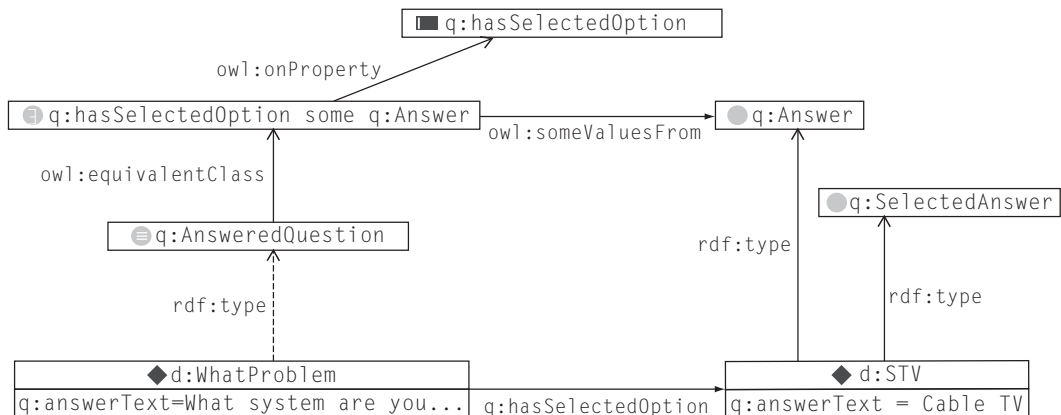 q:hasSelectedOption
owl:onProperty
q:hasSelectedOption some q:Answer
q:Answer
owl:someValuesFrom
owl:equivalentClass
q:SelectedAnswer
q:AnsweredQuestion
rdf:type
rdf:type
rdf:type
d:WhatProblem
d:STV
q:answerText=What system are you...
q:hasSelectedOption
q:answerText = Cable TV